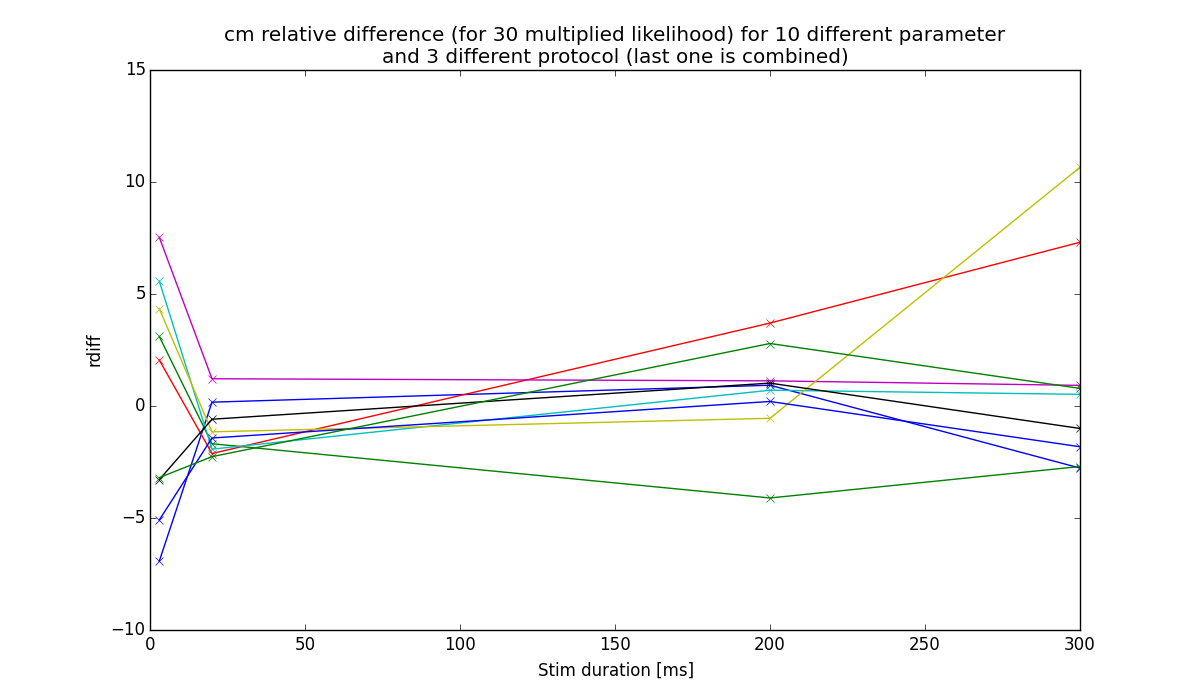 cm relative difference (for 30 multiplied likelihood) for 10 different parameter
and 3 different protocol (last one is combined)
15
10
5
0
−5
−10
rdiff
0 50 100 150 200 250 300
Stim duration [ms]